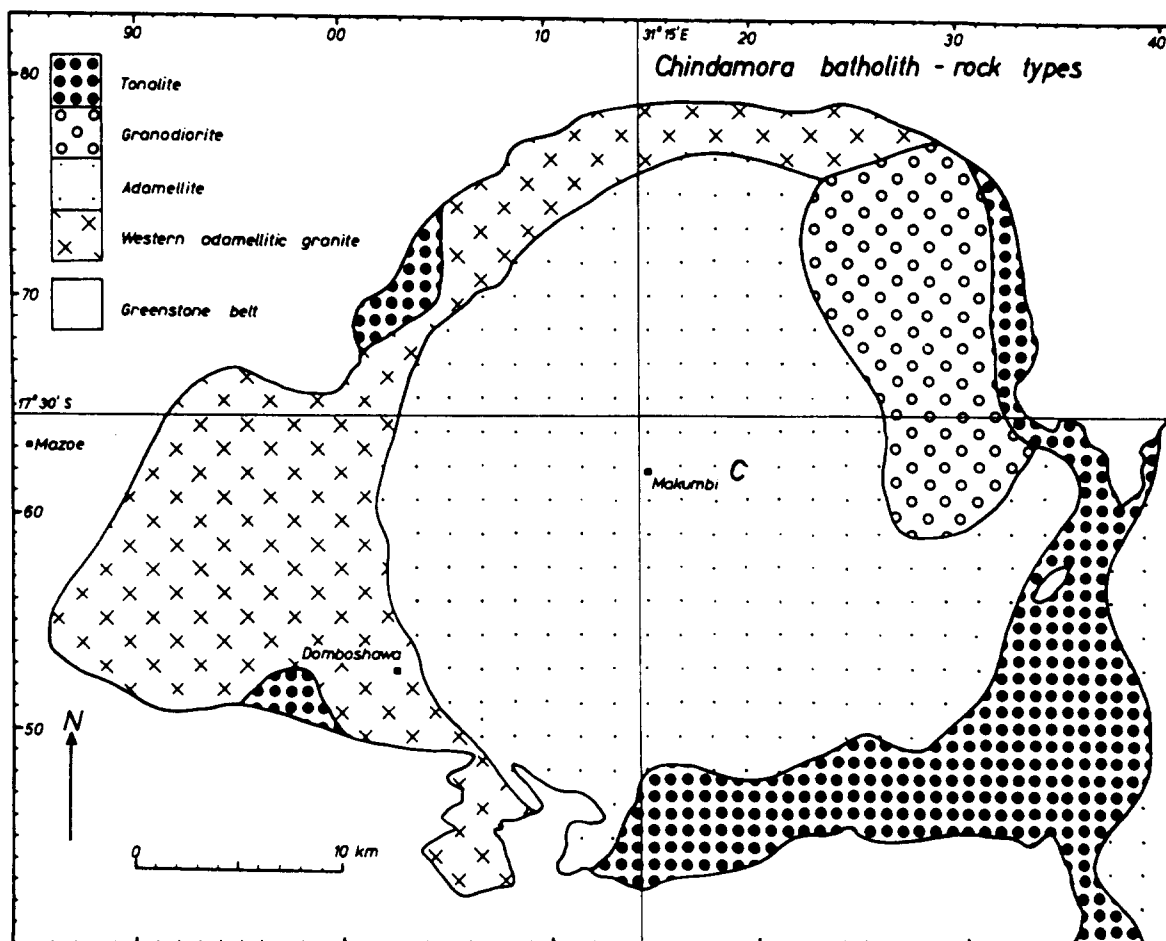 90 00 10 31° 15' E 20 30 40
Chindamora batholith - rock types
80
Tonalite
Granodiorite
Adamellite
Western adamellitic granite
70
Greenstone belt
17° 30' S
Mazoe
Makumbi C
60
Domboshawa
N
50
0 10 km